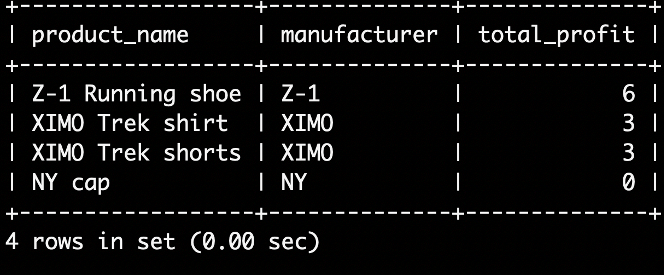 +-------------------+--------------+--------------+
| product_name      | manufacturer | total_profit |
+-------------------+--------------+--------------+
| Z-1 Running shoe  | Z-1          |            6 |
| XIMO Trek shirt   | XIMO         |            3 |
| XIMO Trek shorts  | XIMO         |            3 |
| NY cap            | NY           |            0 |
+-------------------+--------------+--------------+
4 rows in set (0.00 sec)